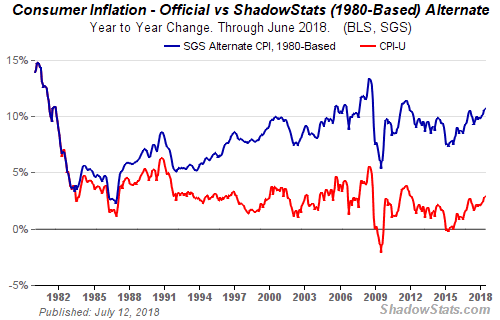 Consumer Inflation - Official vs ShadowStats (1980-Based) Alternate
Year to Year Change. Through June 2018. (BLS, SGS)
SGS Alternate CPI, 1980-Based CPI-U
15%
10%
5%
0%
-5%
1982 1985 1988 1991 1994 1997 2000 2003 2006 2009 2012 2015 2018
Published: July 12, 2018
ShadowStats.com